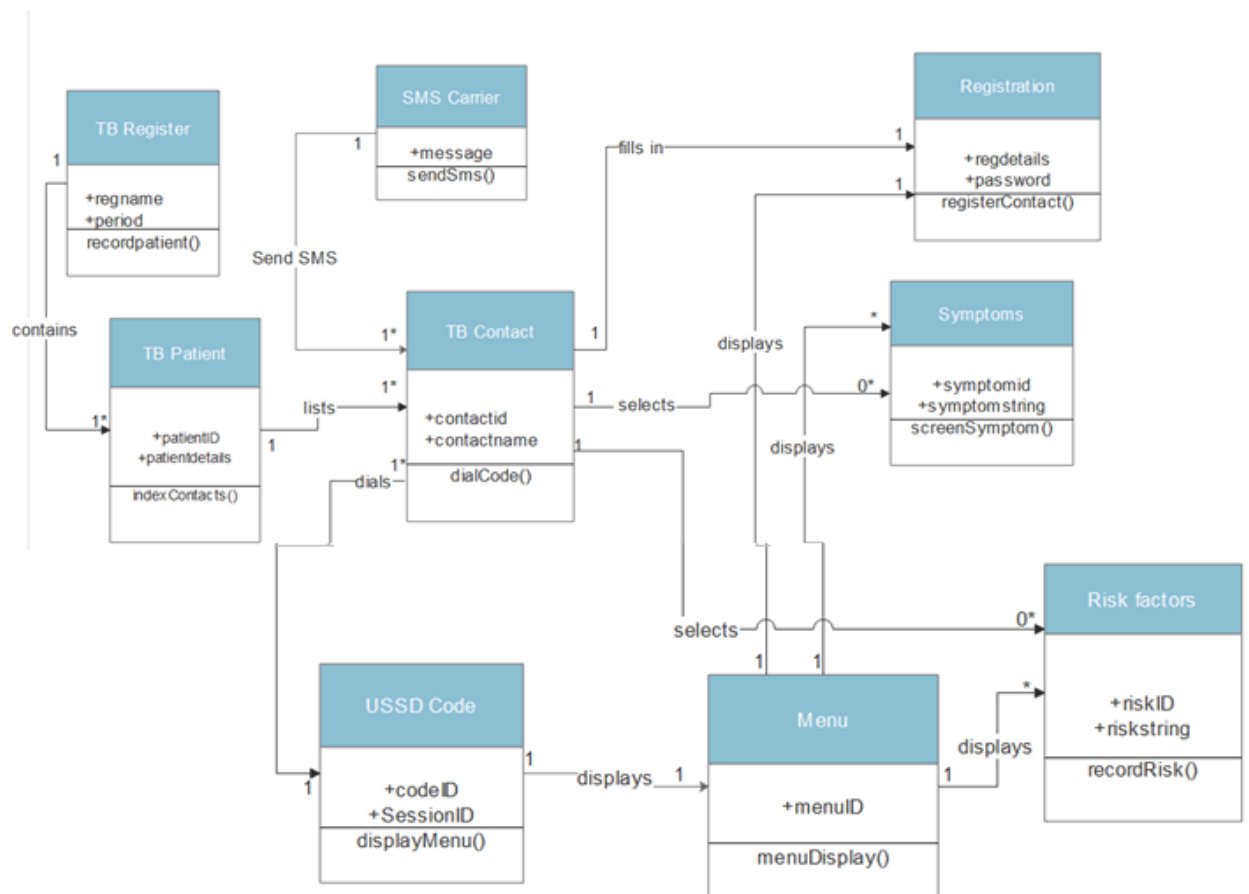 TB Register
1
+regname
+period
recordpatient()
contains
1*
SMS Carrier
1
+message
sendSms()
Send SMS
1*
Registration
1
+regdetails
1
+password
registerContact()
fills in
1
TB Patient
+patientID
+patientdetails
indexContacts()
1
lists
1*
TB Contact
+contactid
+contactname
dialCode()
1*
dials
1
selects
0*
1
Symptoms
*
+symptomid
+symptomstring
screenSymptom()
displays
displays
selects
0*
Risk factors
*
+riskID
+riskstring
recordRisk()
USSD Code
1
+codeID
+SessionID
displayMenu()
1
displays
1
1
1
Menu
+menuID
menuDisplay()
1
displays